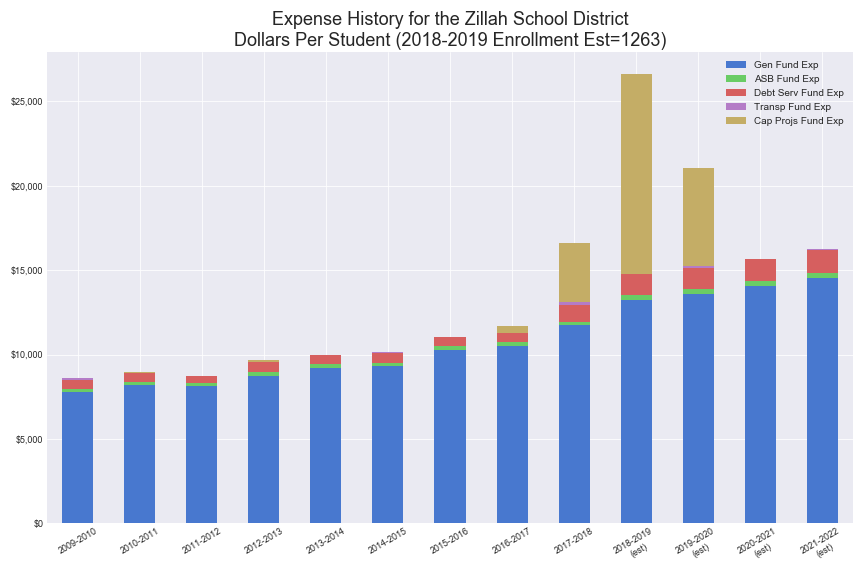 Expense History for the Zillah School District
Dollars Per Student (2018-2019 Enrollment Est=1263)
Gen Fund Exp
ASB Fund Exp
Debt Serv Fund Exp
Transp Fund Exp
Cap Projs Fund Exp
$25,000
$20,000
$15,000
$10,000
$5,000
$0
2009-2010
2010-2011
2011-2012
2012-2013
2013-2014
2014-2015
2015-2016
2016-2017
2017-2018
2018-2019
(est)
2019-2020
(est)
2020-2021
(est)
2021-2022
(est)